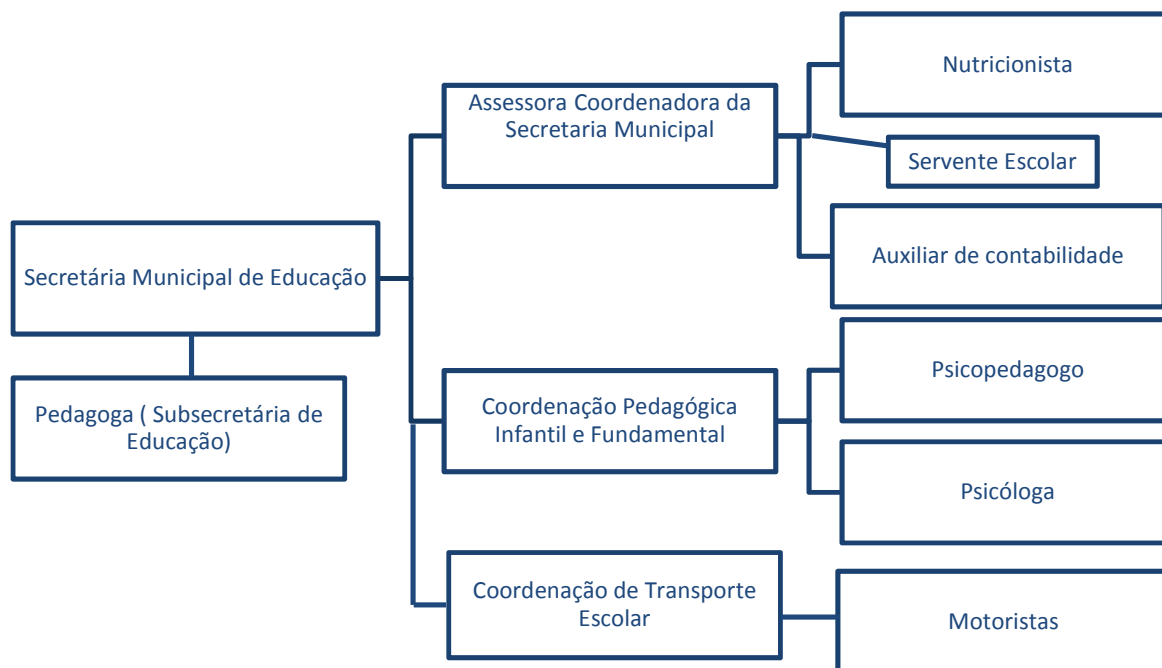 Secretária Municipal de Educação
Pedagoga ( Subsecretária de
Educação)
Assessora Coordenadora da
Secretaria Municipal
Nutricionista
Servente Escolar
Auxiliar de contabilidade
Coordenação Pedagógica
Infantil e Fundamental
Psicopedagogo
Psicóloga
Coordenação de Transporte
Escolar
Motoristas